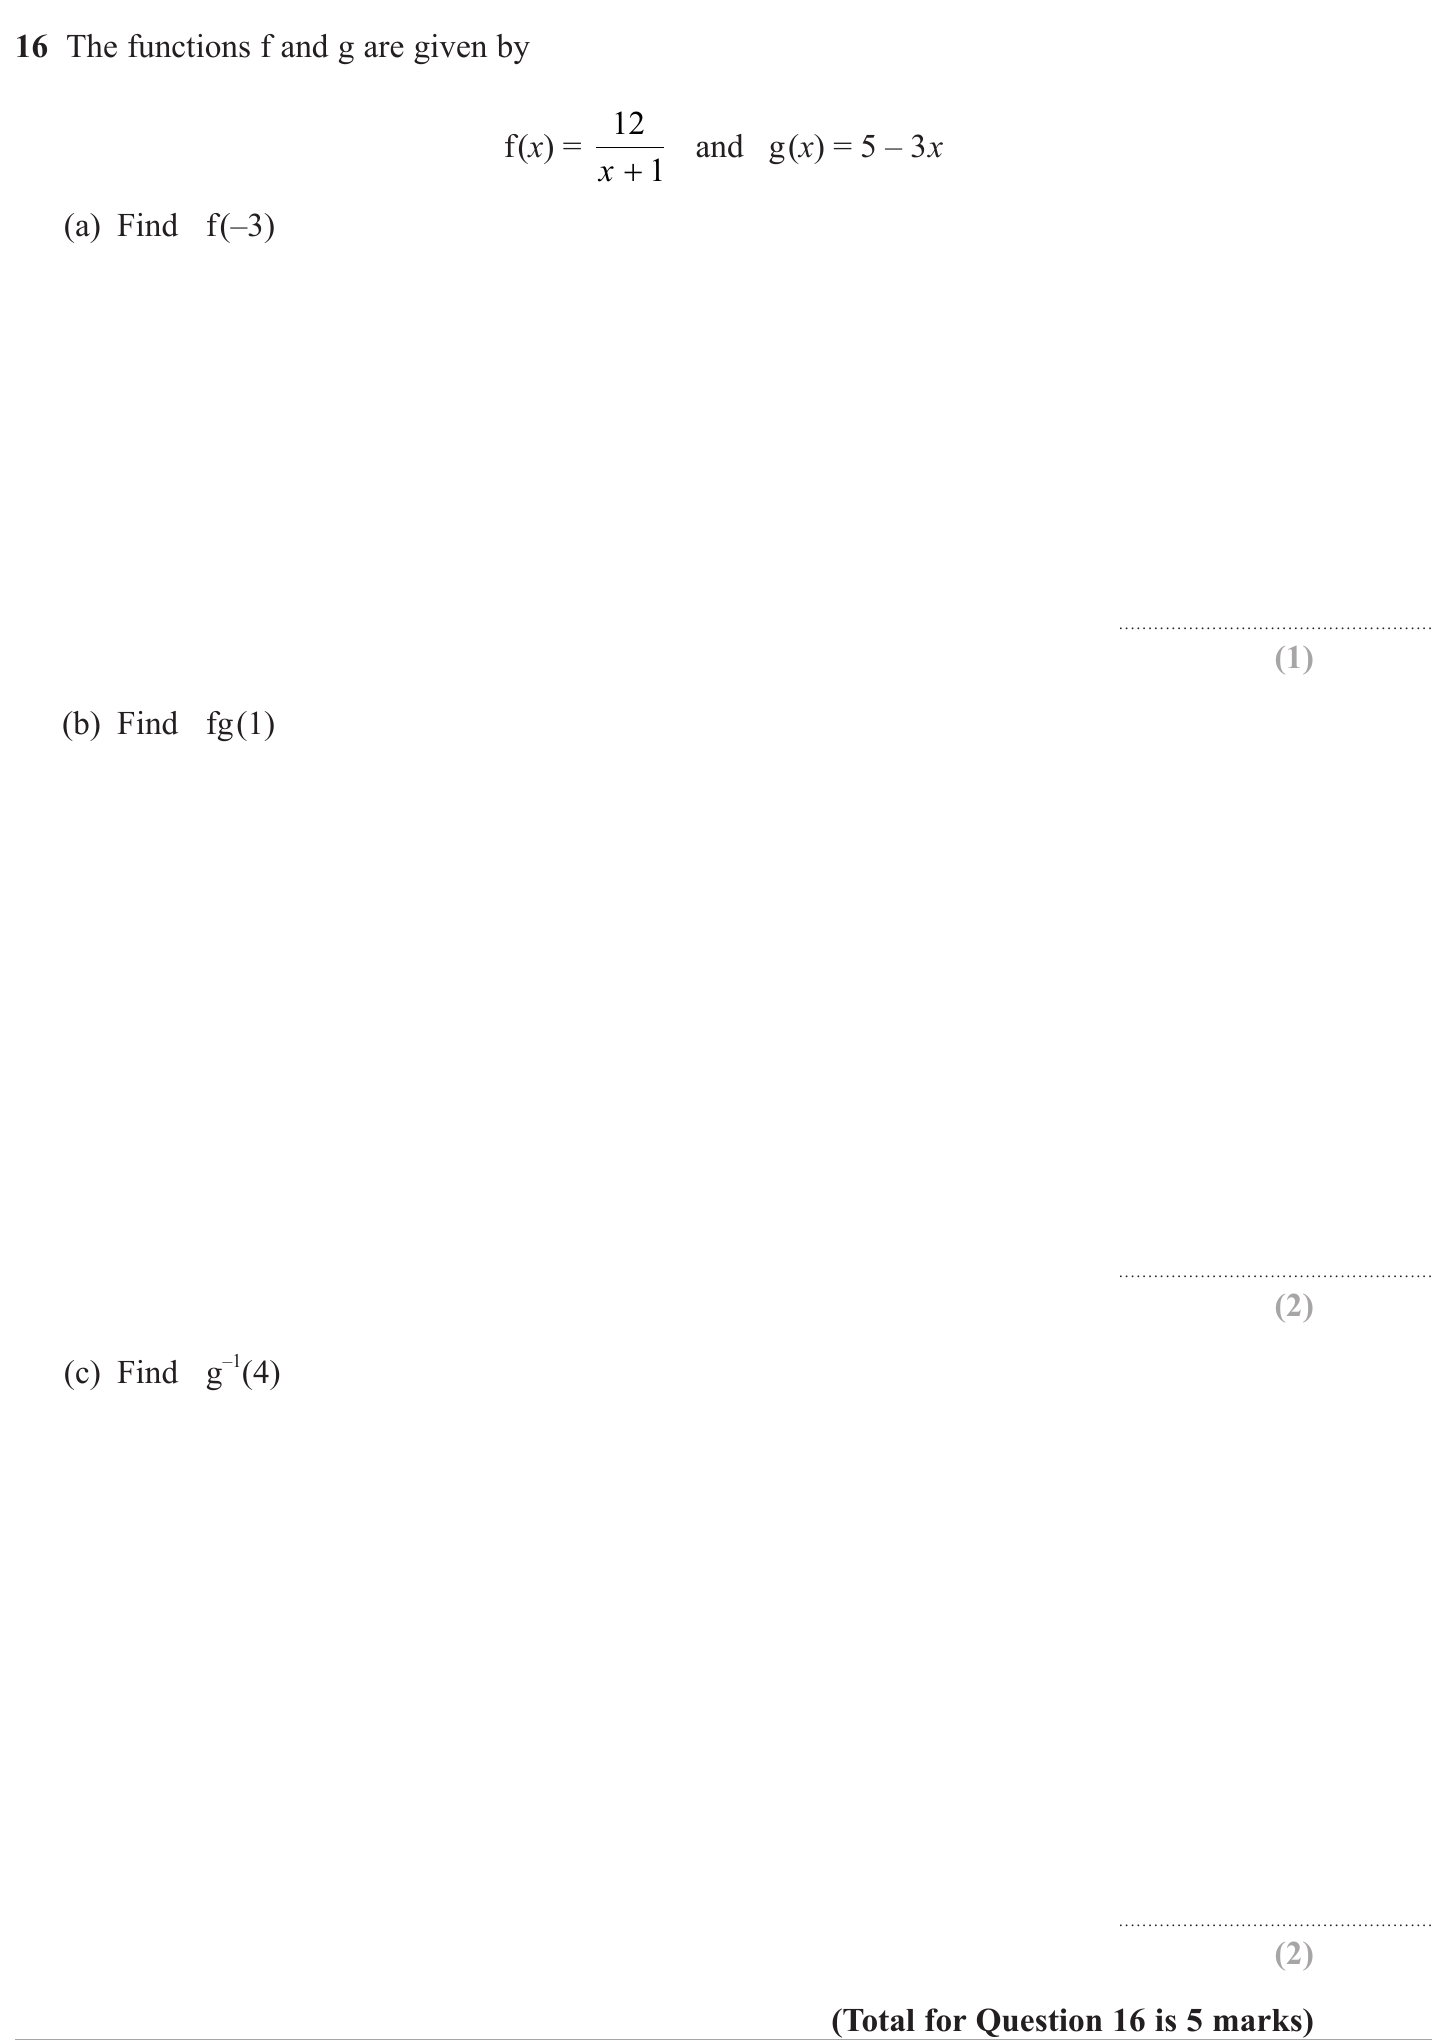 16 The functions f and g are given by
f(x) = 12/(x + 1) and g(x) = 5 – 3x
(a) Find f(–3)
(1)
(b) Find fg(1)
(2)
(c) Find g⁻¹(4)
(2)
(Total for Question 16 is 5 marks)